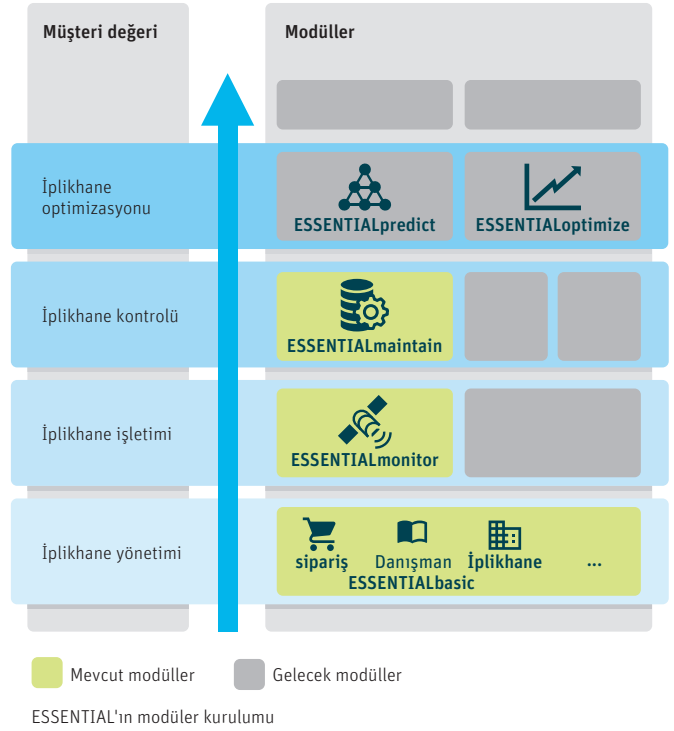 Müşteri değeri
Modüller
İplikhane
optimizasyonu
ESSENTIALpredict
ESSENTIALoptimize
İplikhane kontrolü
ESSENTIALmaintain
İplikhane işletimi
ESSENTIALmonitor
İplikhane yönetimi
sipariş Danışman İplikhane ...
ESSENTIALbasic
Mevcut modüller
Gelecek modüller
ESSENTIAL'ın modüler kurulumu